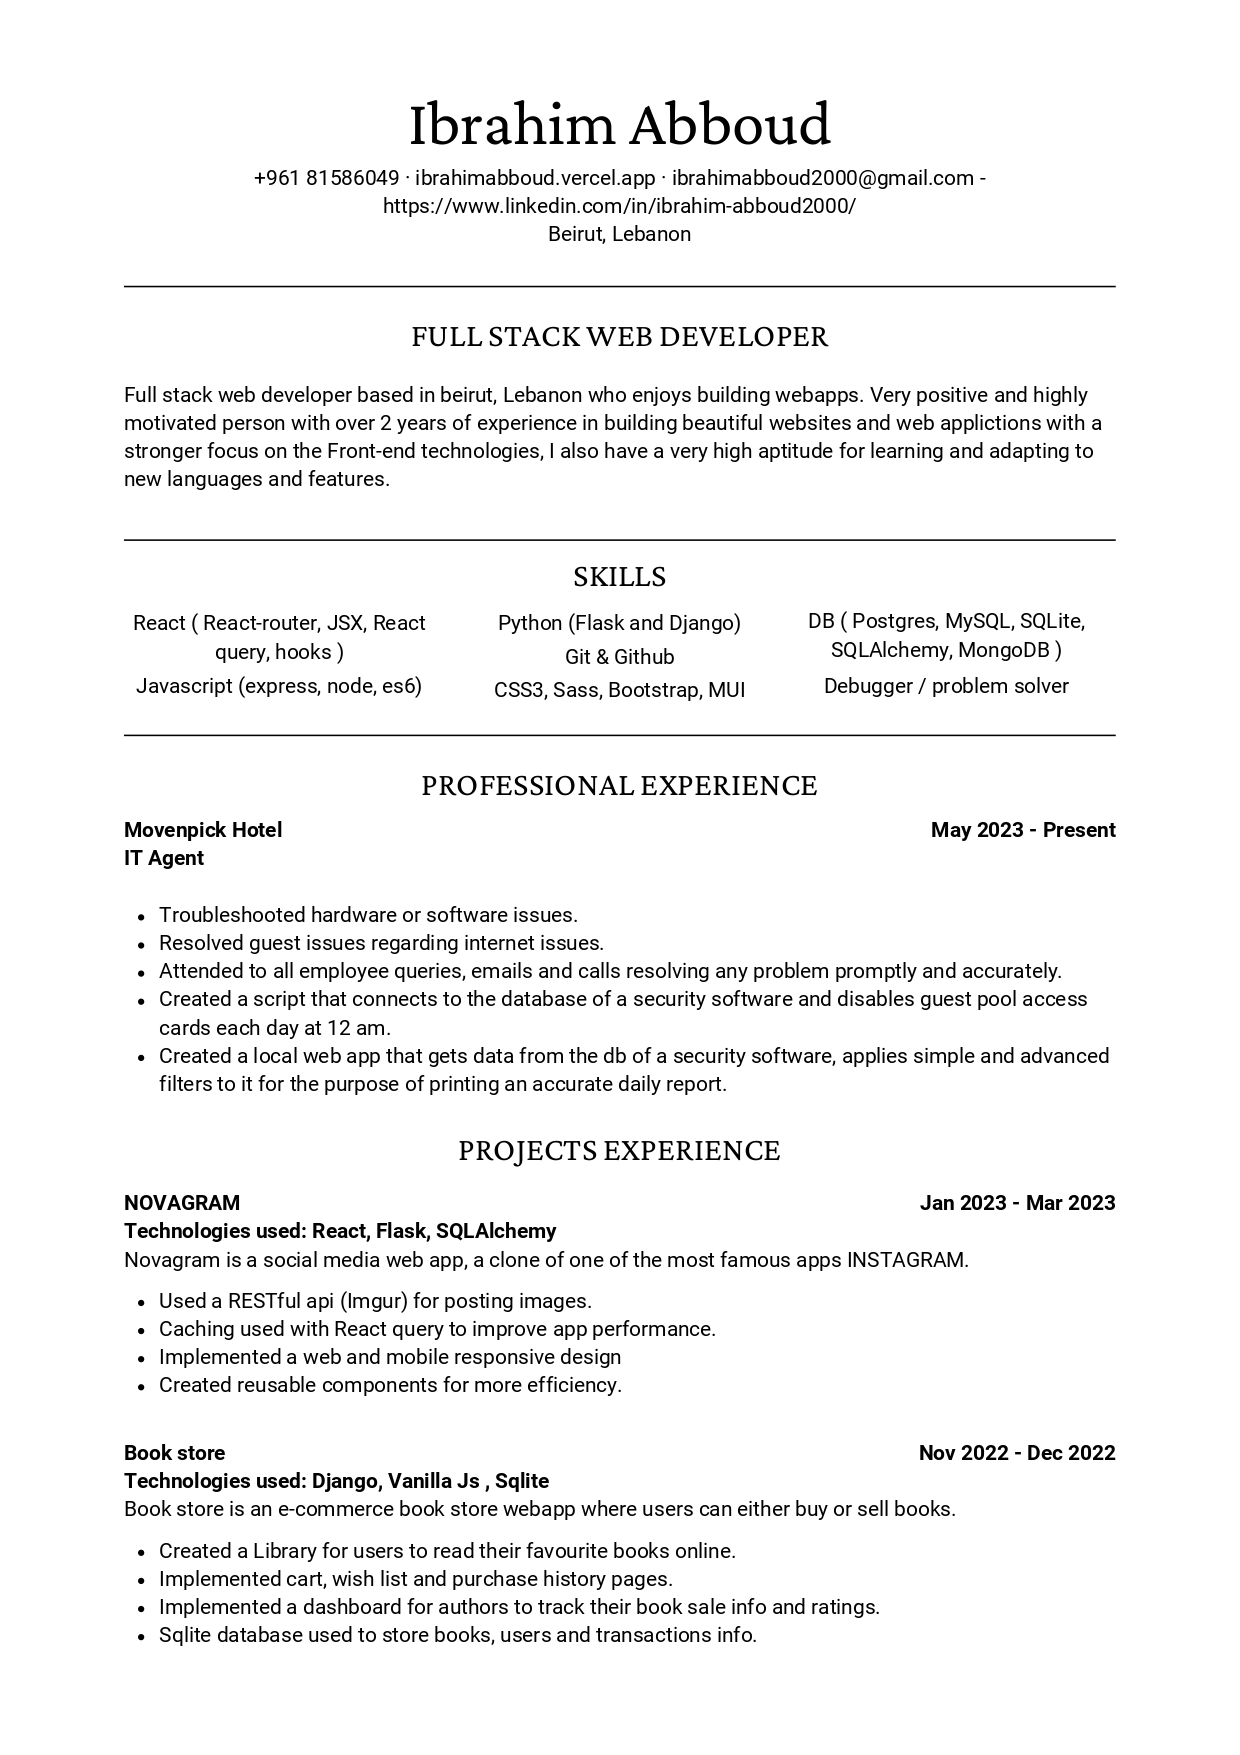 Ibrahim Abboud
+961 81586049 · ibrahimabboud.vercel.app · ibrahimabboud2000@gmail.com -
https://www.linkedin.com/in/ibrahim-abboud2000/
Beirut, Lebanon
FULL STACK WEB DEVELOPER
Full stack web developer based in beirut, Lebanon who enjoys building webapps. Very positive and highly
motivated person with over 2 years of experience in building beautiful websites and web applictions with a
stronger focus on the Front-end technologies, I also have a very high aptitude for learning and adapting to
new languages and features.
SKILLS
React ( React-router, JSX, React
query, hooks )
Javascript (express, node, es6)
Python (Flask and Django)
Git & Github
CSS3, Sass, Bootstrap, MUI
DB ( Postgres, MySQL, SQLite,
SQLAlchemy, MongoDB )
Debugger / problem solver
PROFESSIONAL EXPERIENCE
Movenpick Hotel May 2023 - Present
IT Agent
• Troubleshooted hardware or software issues.
• Resolved guest issues regarding internet issues.
• Attended to all employee queries, emails and calls resolving any problem promptly and accurately.
• Created a script that connects to the database of a security software and disables guest pool access
cards each day at 12 am.
• Created a local web app that gets data from the db of a security software, applies simple and advanced
filters to it for the purpose of printing an accurate daily report.
PROJECTS EXPERIENCE
NOVAGRAM Jan 2023 - Mar 2023
Technologies used: React, Flask, SQLAlchemy
Novagram is a social media web app, a clone of one of the most famous apps INSTAGRAM.
• Used a RESTful api (Imgur) for posting images.
• Caching used with React query to improve app performance.
• Implemented a web and mobile responsive design
• Created reusable components for more efficiency.
Book store Nov 2022 - Dec 2022
Technologies used: Django, Vanilla Js , Sqlite
Book store is an e-commerce book store webapp where users can either buy or sell books.
• Created a Library for users to read their favourite books online.
• Implemented cart, wish list and purchase history pages.
• Implemented a dashboard for authors to track their book sale info and ratings.
• Sqlite database used to store books, users and transactions info.